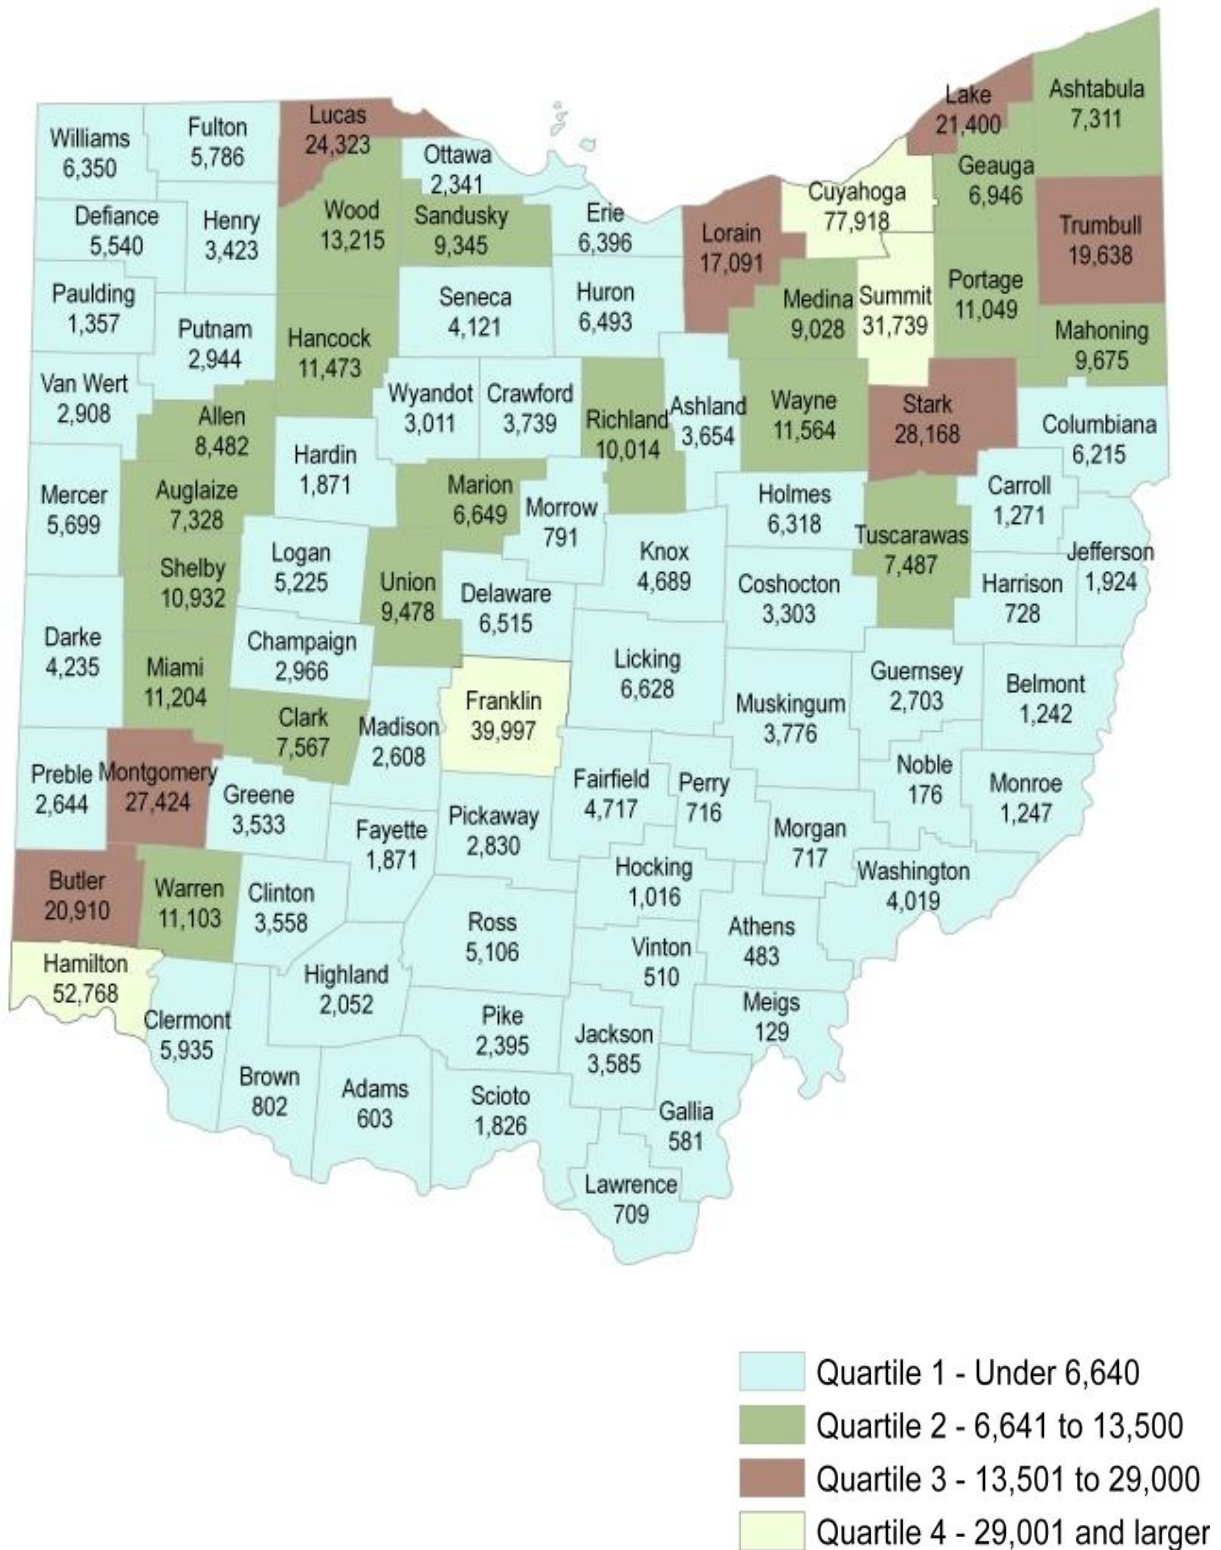 Ashtabula
7,311
Lake
21,400
Lucas
24,323
Fulton
5,786
Williams
6,350
Ottawa
2,341
Geauga
6,946
Cuyahoga
77,918
Wood
13,215
Sandusky
9,345
Erie
6,396
Defiance
5,540
Henry
3,423
Lorain
17,091
Trumbull
19,638
Paulding
1,357
Seneca
4,121
Huron
6,493
Medina
9,028
Summit
31,739
Portage
11,049
Putnam
2,944
Hancock
11,473
Mahoning
9,675
Van Wert
2,908
Wyandot
3,011
Crawford
3,739
Richland
10,014
Ashland
3,654
Wayne
11,564
Stark
28,168
Allen
8,482
Columbiana
6,215
Hardin
1,871
Mercer
5,699
Auglaize
7,328
Marion
6,649
Morrow
791
Holmes
6,318
Carroll
1,271
Tuscarawas
7,487
Logan
5,225
Knox
4,689
Jefferson
1,924
Shelby
10,932
Union
9,478
Delaware
6,515
Coshocton
3,303
Harrison
728
Darke
4,235
Champaign
2,966
Miami
11,204
Licking
6,628
Guernsey
2,703
Belmont
1,242
Franklin
39,997
Muskingum
3,776
Clark
7,567
Madison
2,608
Preble
2,644
Montgomery
27,424
Greene
3,533
Fairfield
4,717
Perry
716
Noble
176
Monroe
1,247
Fayette
1,871
Pickaway
2,830
Morgan
717
Hocking
1,016
Washington
4,019
Butler
20,910
Warren
11,103
Clinton
3,558
Ross
5,106
Vinton
510
Athens
483
Hamilton
52,768
Highland
2,052
Clermont
5,935
Pike
2,395
Jackson
3,585
Meigs
129
Brown
802
Adams
603
Scioto
1,826
Gallia
581
Lawrence
709
Quartile 1 - Under 6,640
Quartile 2 - 6,641 to 13,500
Quartile 3 - 13,501 to 29,000
Quartile 4 - 29,001 and larger